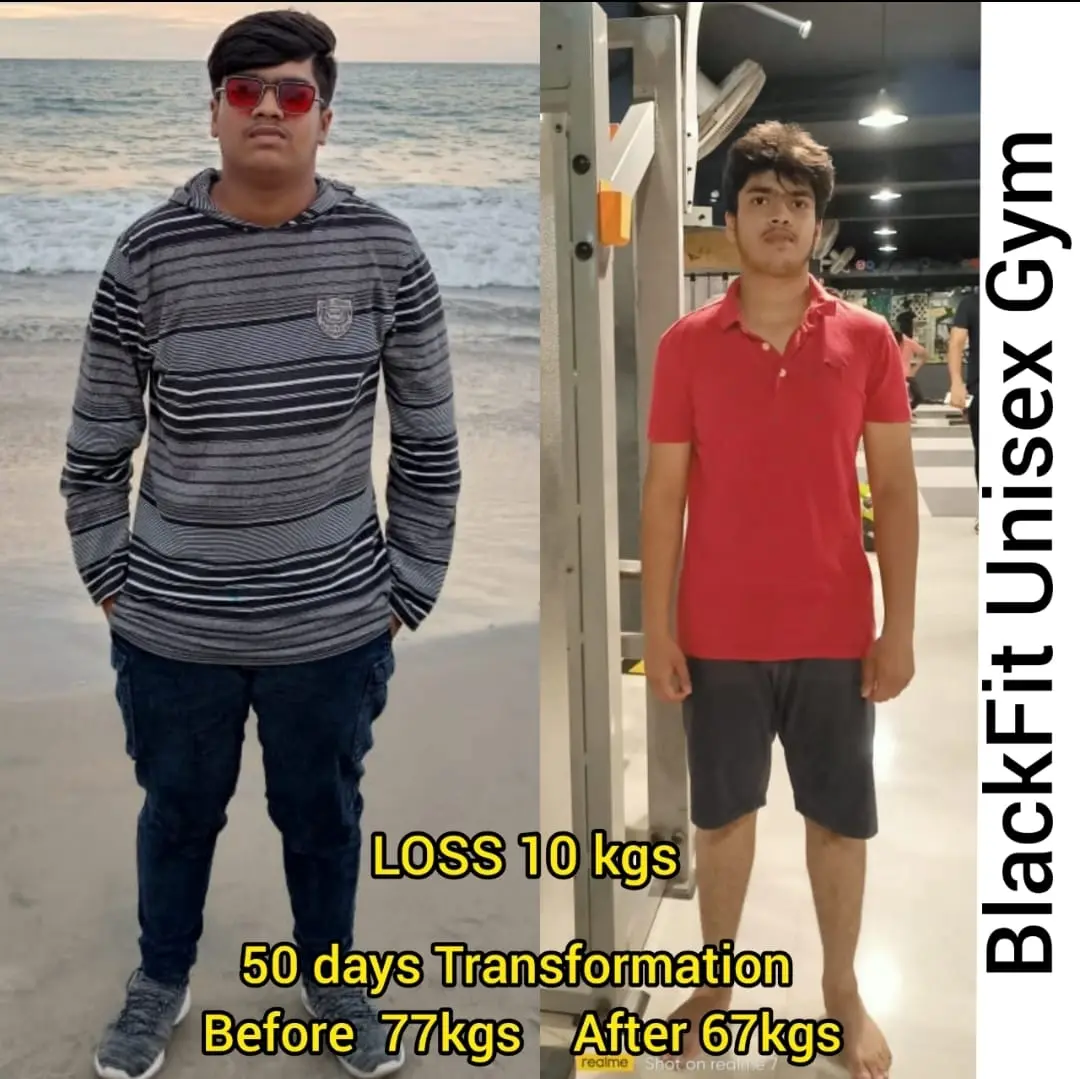 LOSS 10 kgs
50 days Transformation
Before 77kgs After 67kgs
realme Shot on realme 7
BlackFit Unisex Gym